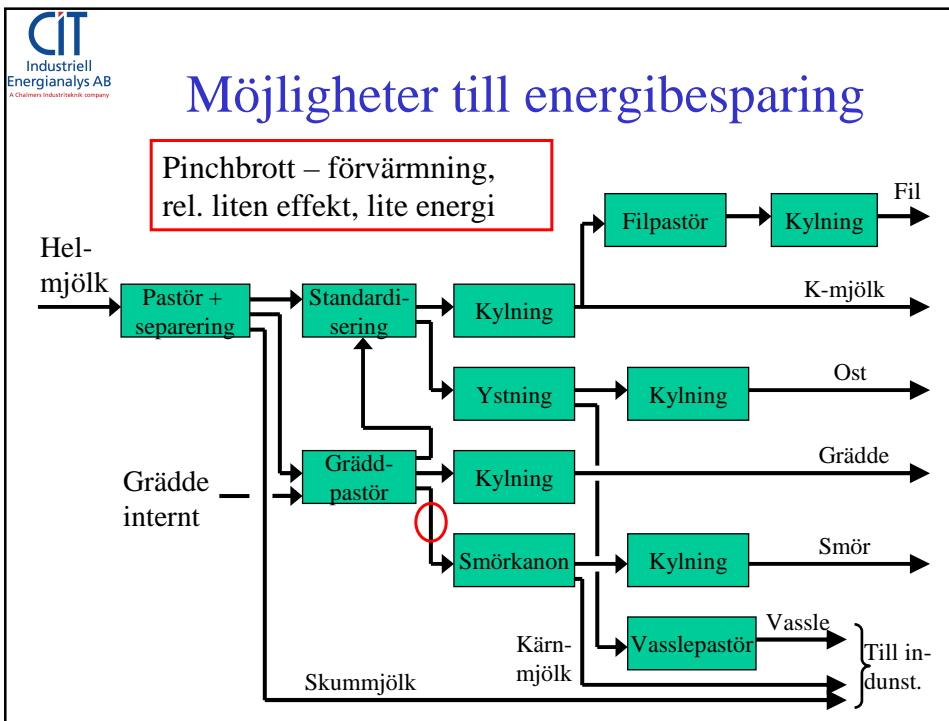 CIT
Industriell
Energianalys AB
A Chalmers Industriteknik company
Möjligheter till energibesparing
Pinchbrott – förvärmning,
rel. liten effekt, lite energi
Fil
Filpastör
Kylning
Hel-
mjölk
K-mjölk
Pastör +
separering
Standardi-
sering
Kylning
Ost
Ystning
Kylning
Grädde
Grädd-
pastör
Kylning
Grädde
internt
Smör
Smörkanon
Kylning
Vassle
Vasslepastör
Kärn-
mjölk
Till in-
dunst.
Skummjölk